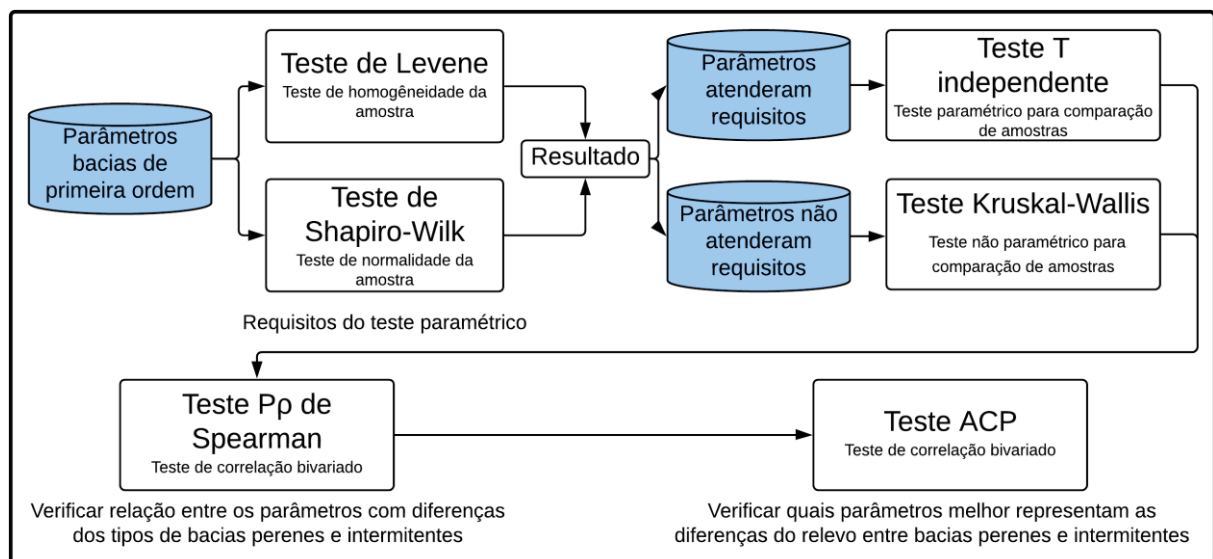 Parâmetros
bacias de
primeira ordem
Teste de Levene
Teste de homogêneidade da
amostra
Teste de
Shapiro-Wilk
Teste de normalidade da
amostra
Requisitos do teste paramétrico
Resultado
Parâmetros
atenderam
requisitos
Parâmetros não
atenderam
requisitos
Teste T
independente
Teste paramétrico para comparação
de amostras
Teste Kruskal-Wallis
Teste não paramétrico para
comparação de amostras
Teste Pρ de
Spearman
Teste de correlação bivariado
Verificar relação entre os parâmetros com diferenças
dos tipos de bacias perenes e intermitentes
Teste ACP
Teste de correlação bivariado
Verificar quais parâmetros melhor representam as
diferenças do relevo entre bacias perenes e intermitentes